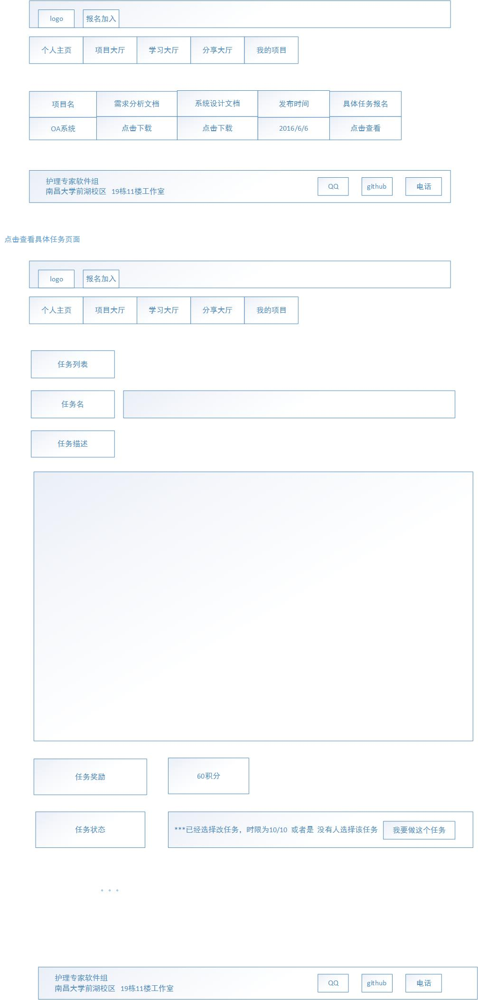 logo 报名加入
个人主页 项目大厅 学习大厅 分享大厅 我的项目
项目名 需求分析文档 系统设计文档 发布时间 具体任务报名
OA系统 点击下载 点击下载 2016/6/6 点击查看
护理专家软件组
南昌大学前湖校区 19栋11楼工作室 QQ github 电话
点击查看具体任务页面
logo 报名加入
个人主页 项目大厅 学习大厅 分享大厅 我的项目
任务列表
任务名
任务描述
任务奖励 60积分
任务状态 ***已经选择改任务，时限为10/10 或者是 没有人选择该任务 我要做这个任务
。。。
护理专家软件组
南昌大学前湖校区 19栋11楼工作室 QQ github 电话